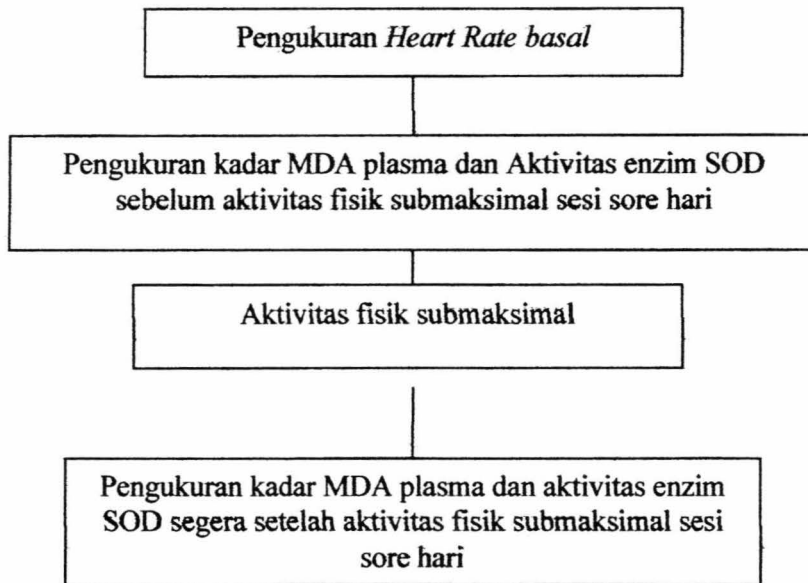 Pengukuran Heart Rate basal
Pengukuran kadar MDA plasma dan Aktivitas enzim SOD
sebelum aktivitas fisik submaksimal sesi sore hari
Aktivitas fisik submaksimal
Pengukuran kadar MDA plasma dan aktivitas enzim
SOD segera setelah aktivitas fisik submaksimal sesi
sore hari